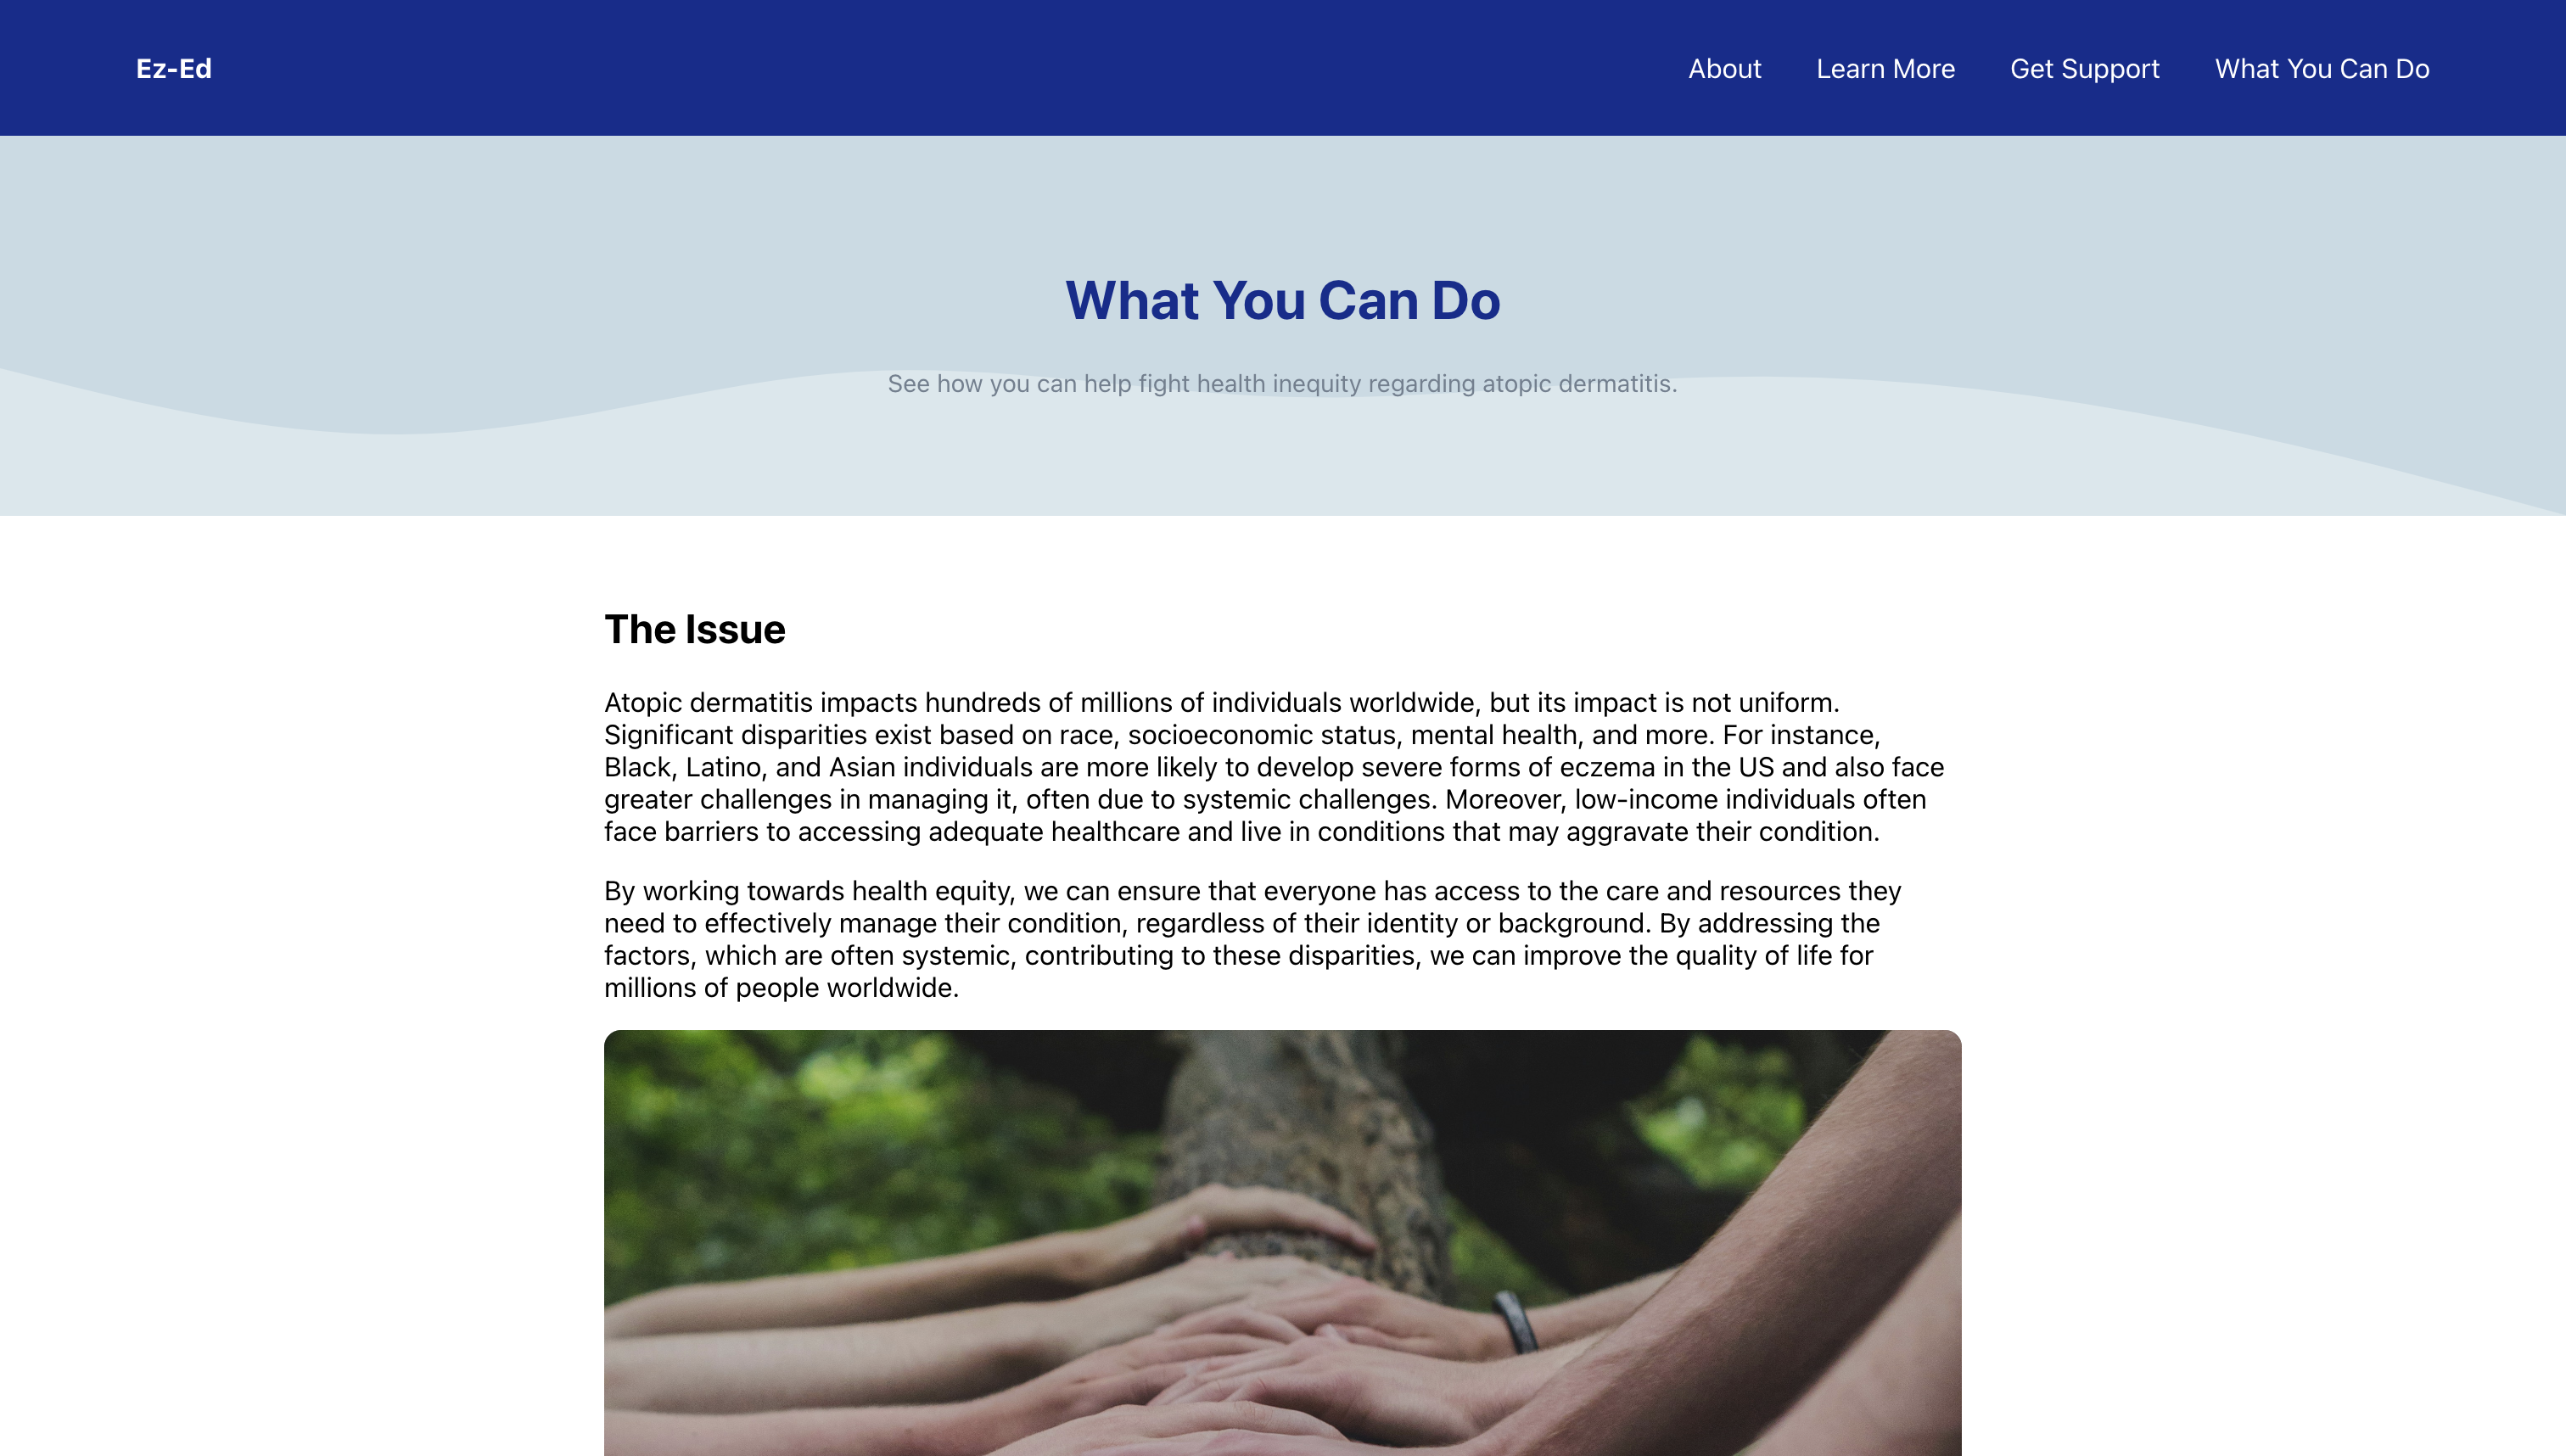 Ez-Ed
About
Learn More
Get Support
What You Can Do
What You Can Do
See how you can help fight health inequity regarding atopic dermatitis.
The Issue
Atopic dermatitis impacts hundreds of millions of individuals worldwide, but its impact is not uniform.
Significant disparities exist based on race, socioeconomic status, mental health, and more. For instance,
Black, Latino, and Asian individuals are more likely to develop severe forms of eczema in the US and also face
greater challenges in managing it, often due to systemic challenges. Moreover, low-income individuals often
face barriers to accessing adequate healthcare and live in conditions that may aggravate their condition.
By working towards health equity, we can ensure that everyone has access to the care and resources they
need to effectively manage their condition, regardless of their identity or background. By addressing the
factors, which are often systemic, contributing to these disparities, we can improve the quality of life for
millions of people worldwide.